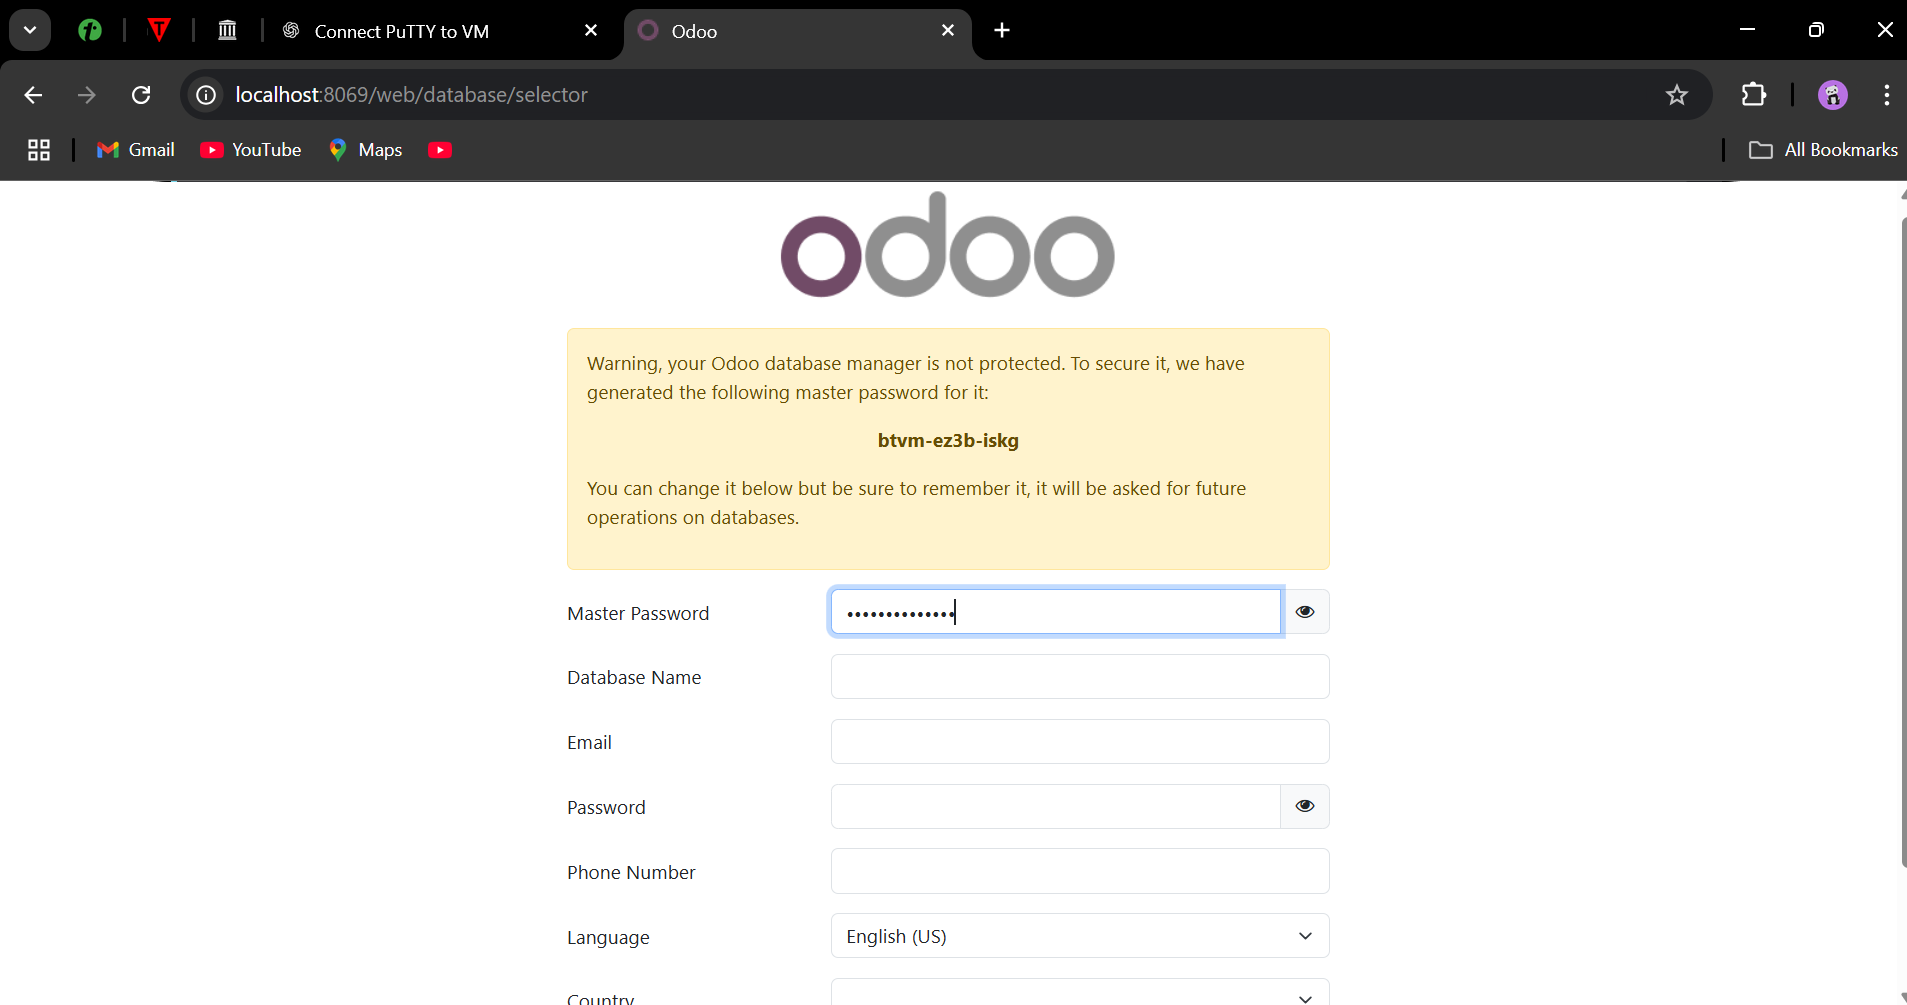 Connect PuTTY to VM
Odoo
localhost:8069/web/database/selector
Gmail
YouTube
Maps
All Bookmarks
odoo
Warning, your Odoo database manager is not protected. To secure it, we have
generated the following master password for it:
btvm-ez3b-iskg
You can change it below but be sure to remember it, it will be asked for future
operations on databases.
Master Password
••••••••••••••
Database Name
Email
Password
Phone Number
Language
English (US)
Country